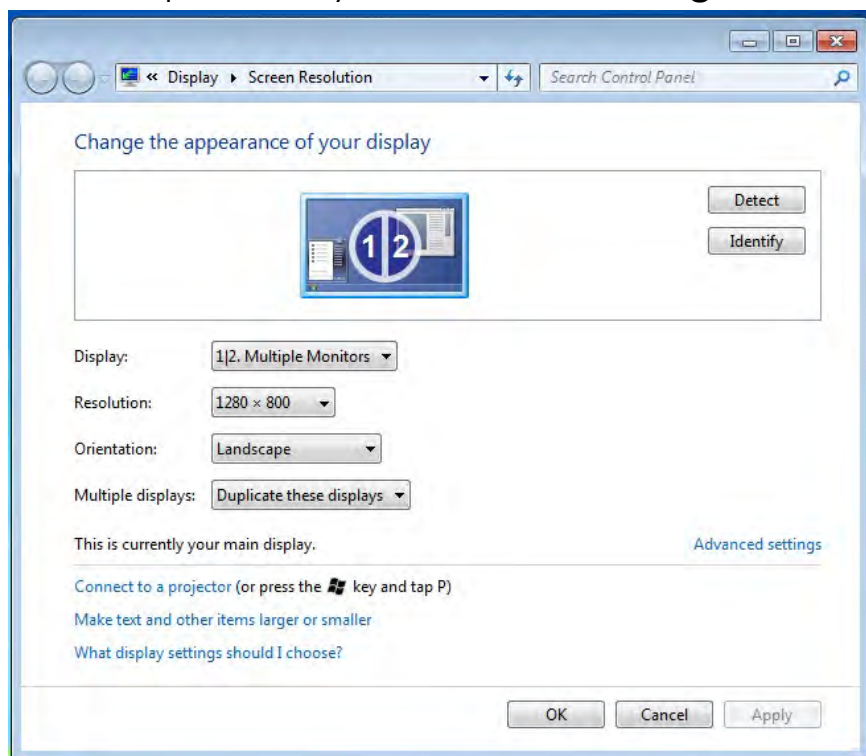 « Display ▸ Screen Resolution
Search Control Panel
Change the appearance of your display
1 2
Detect
Identify
Display: 1|2. Multiple Monitors
Resolution: 1280 × 800
Orientation: Landscape
Multiple displays: Duplicate these displays
This is currently your main display. Advanced settings
Connect to a projector (or press the key and tap P)
Make text and other items larger or smaller
What display settings should I choose?
OK Cancel Apply